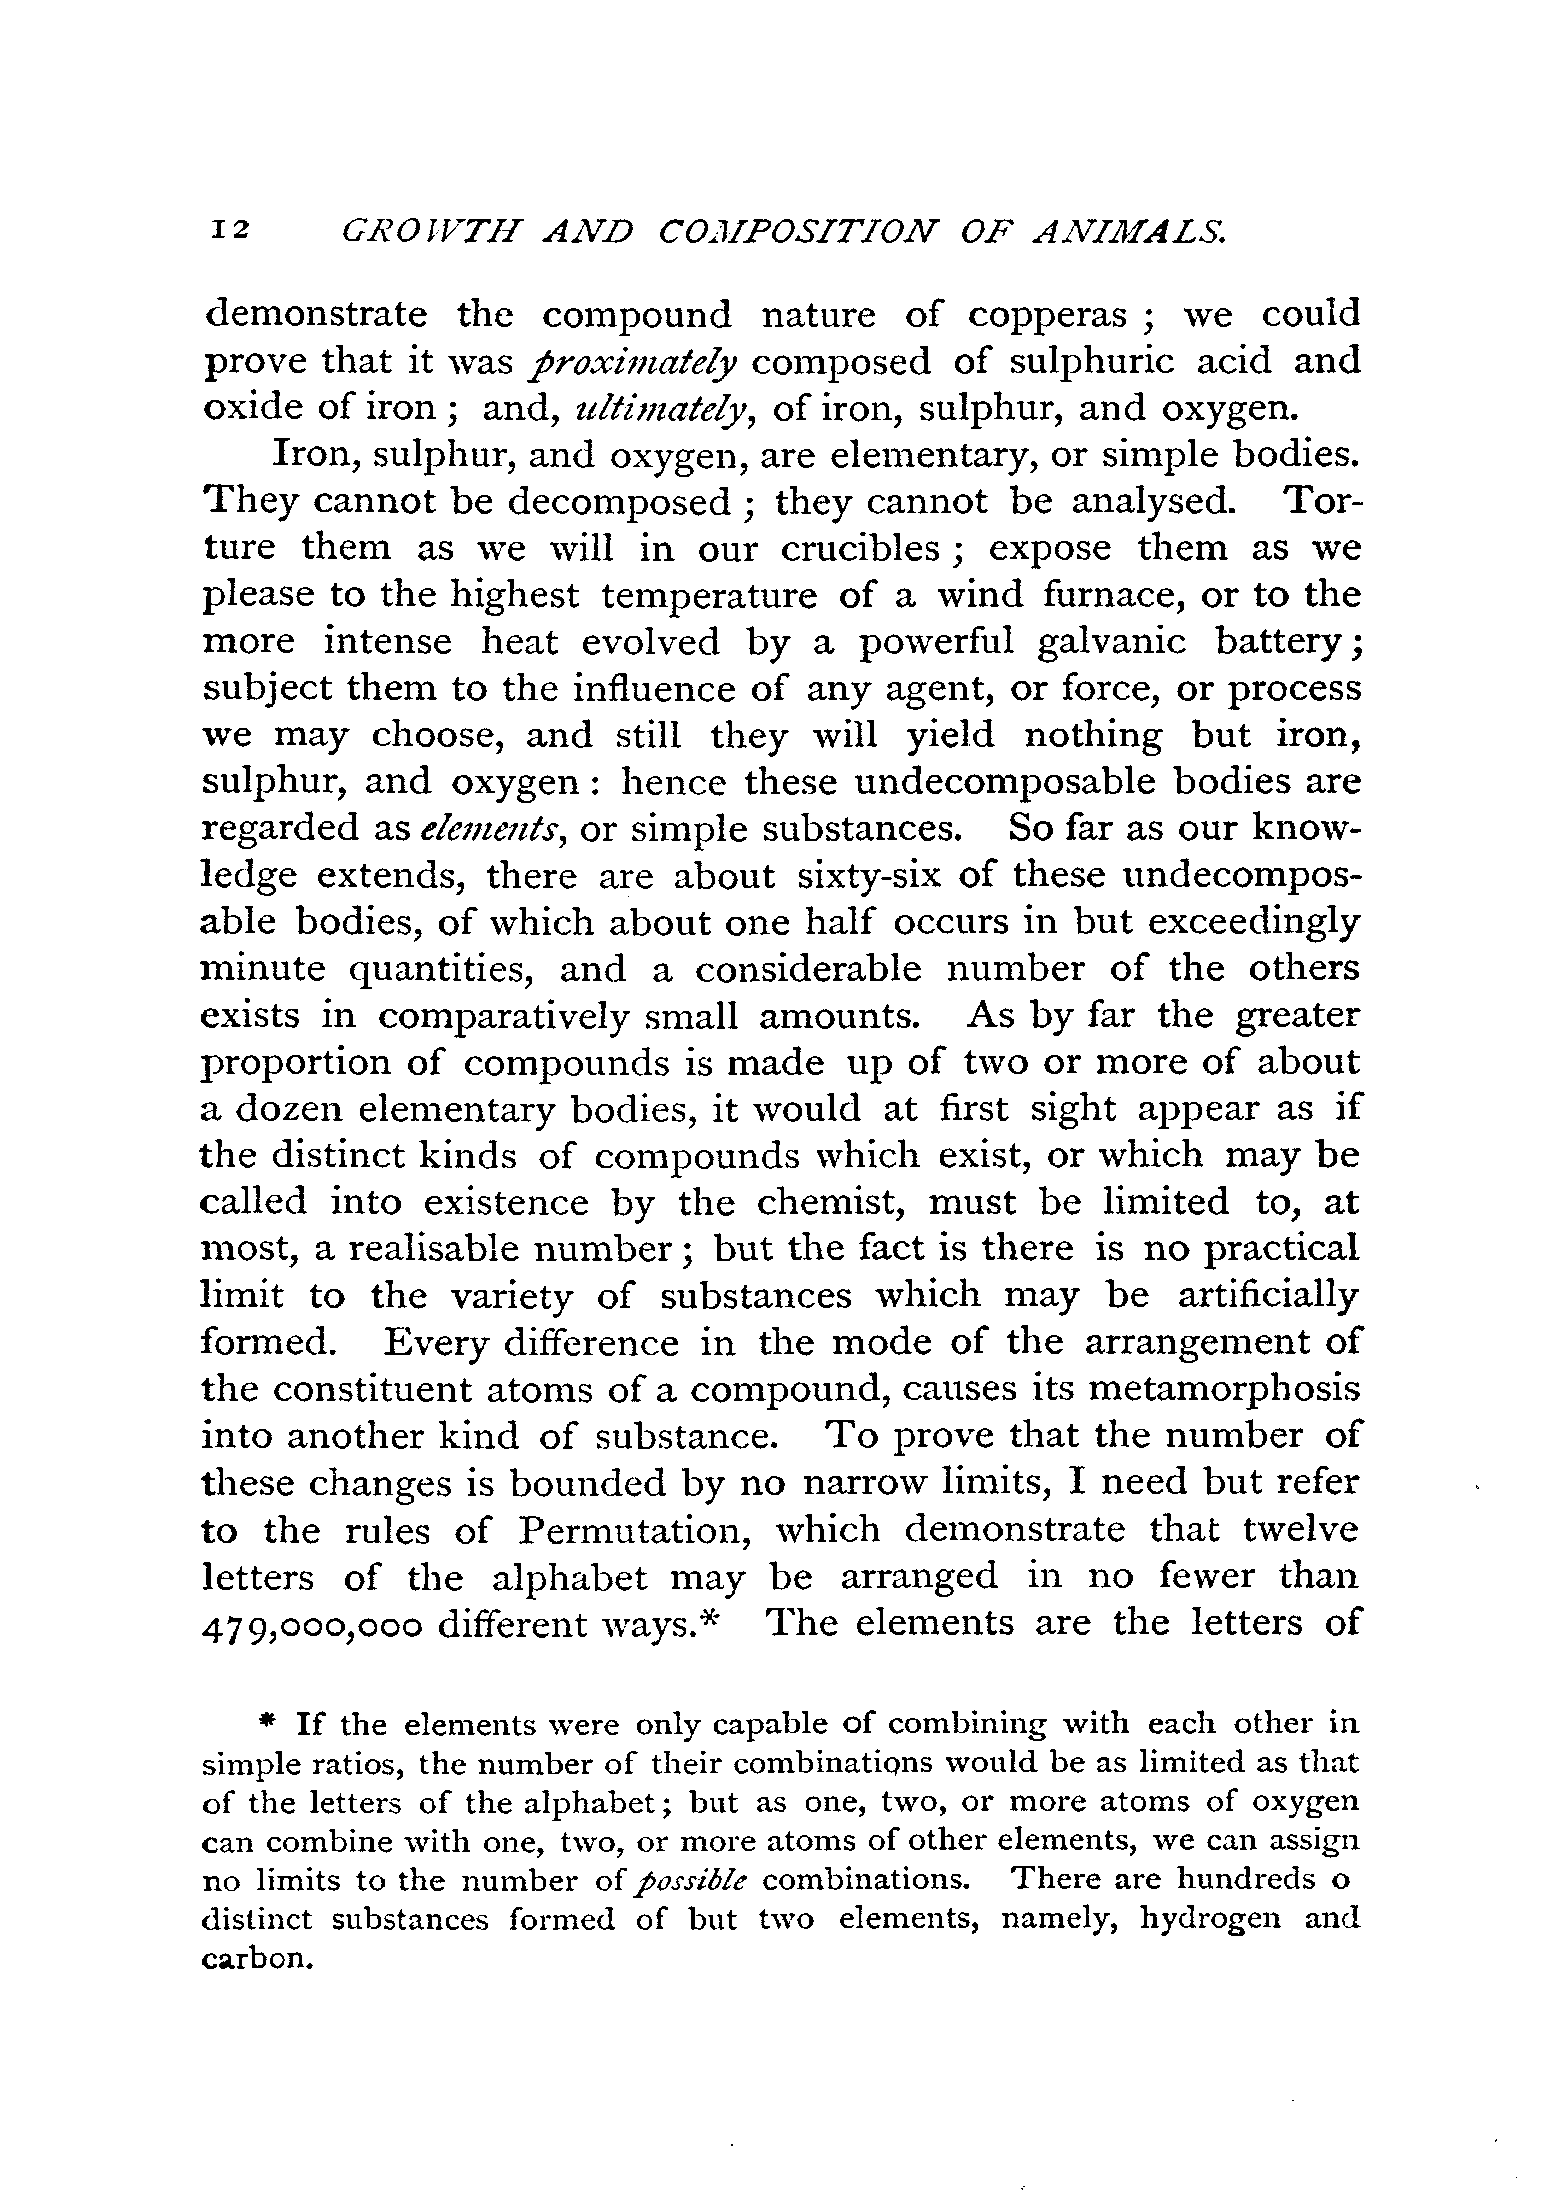 12 GROWTH AND COMPOSITION OF ANIMALS.
demonstrate the compound nature of copperas ; we could
prove that it was proximately composed of sulphuric acid and
oxide of iron ; and, ultimately, of iron, sulphur, and oxygen.
Iron, sulphur, and oxygen, are elementary, or simple bodies.
They cannot be decomposed ; they cannot be analysed. Tor-
ture them as we will in our crucibles ; expose them as we
please to the highest temperature of a wind furnace, or to the
more intense heat evolved by a powerful galvanic battery ;
subject them to the influence of any agent, or force, or process
we may choose, and still they will yield nothing but iron,
sulphur, and oxygen : hence these undecomposable bodies are
regarded as elements, or simple substances. So far as our know-
ledge extends, there are about sixty-six of these undecompos-
able bodies, of which about one half occurs in but exceedingly
minute quantities, and a considerable number of the others
exists in comparatively small amounts. As by far the greater
proportion of compounds is made up of two or more of about
a dozen elementary bodies, it would at first sight appear as if
the distinct kinds of compounds which exist, or which may be
called into existence by the chemist, must be limited to, at
most, a realisable number ; but the fact is there is no practical
limit to the variety of substances which may be artificially
formed. Every difference in the mode of the arrangement of
the constituent atoms of a compound, causes its metamorphosis
into another kind of substance. To prove that the number of
these changes is bounded by no narrow limits, I need but refer
to the rules of Permutation, which demonstrate that twelve
letters of the alphabet may be arranged in no fewer than
479,000,000 different ways.* The elements are the letters of
* If the elements were only capable of combining with each other in
simple ratios, the number of their combinations would be as limited as that
of the letters of the alphabet ; but as one, two, or more atoms of oxygen
can combine with one, two, or more atoms of other elements, we can assign
no limits to the number of possible combinations. There are hundreds o
distinct substances formed of but two elements, namely, hydrogen and
carbon.